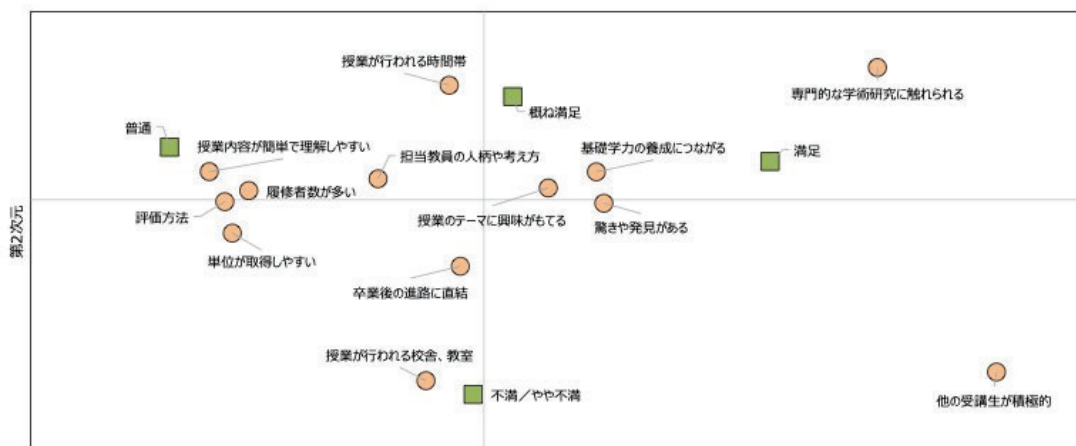 授業が行われる時間帯
専門的な学術研究に触れられる
概ね満足
普通
授業内容が簡単で理解しやすい
担当教員の人柄や考え方
基礎学力の養成につながる
満足
履修者数が多い
評価方法
授業のテーマに興味がもてる
驚きや発見がある
第2次元
単位が取得しやすい
卒業後の進路に直結
授業が行われる校舎、教室
不満／やや不満
他の受講生が積極的